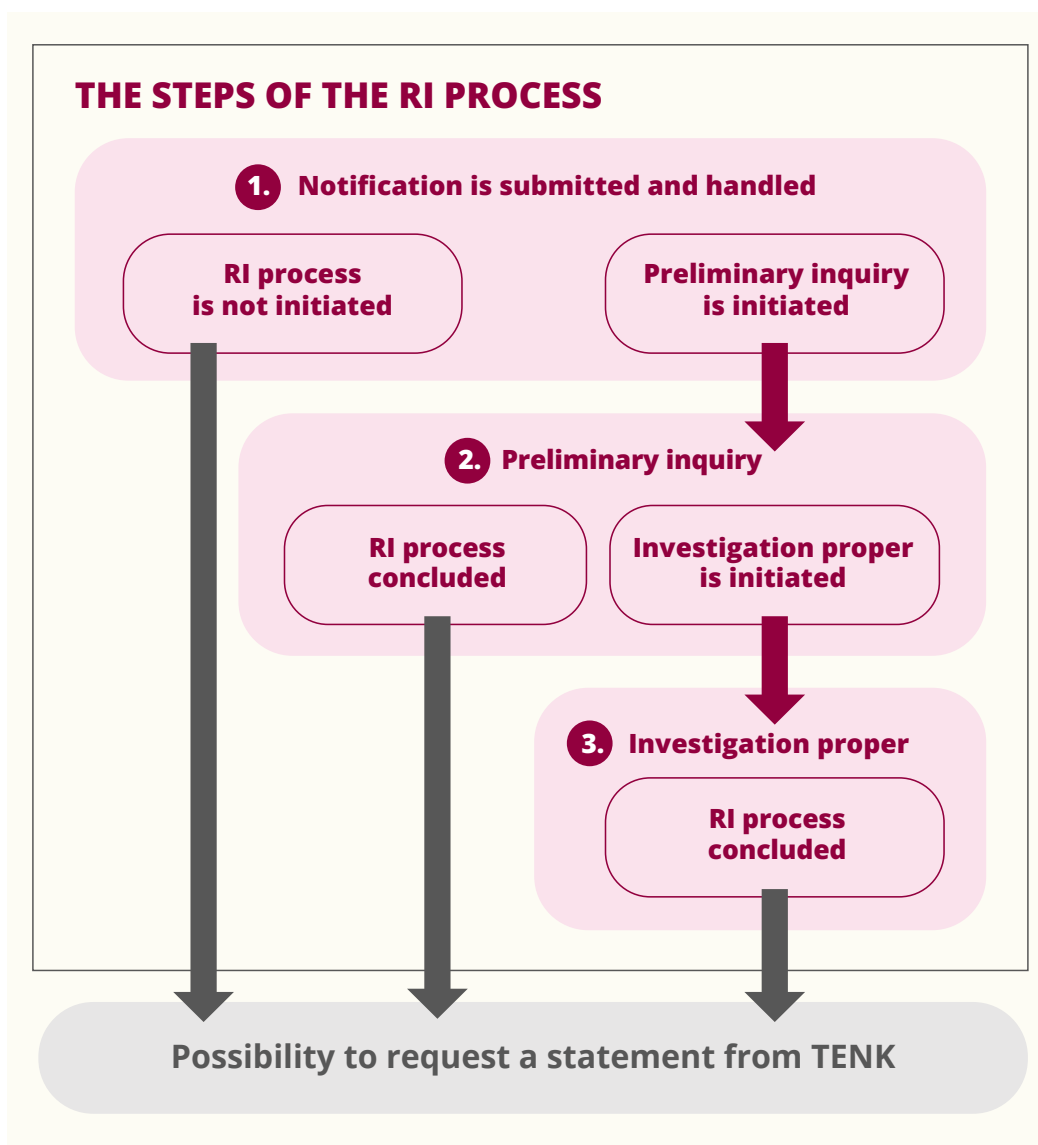 THE STEPS OF THE RI PROCESS
1. Notification is submitted and handled
RI process
is not initiated
Preliminary inquiry
is initiated
2. Preliminary inquiry
RI process
concluded
Investigation proper
is initiated
3. Investigation proper
RI process
concluded
Possibility to request a statement from TENK